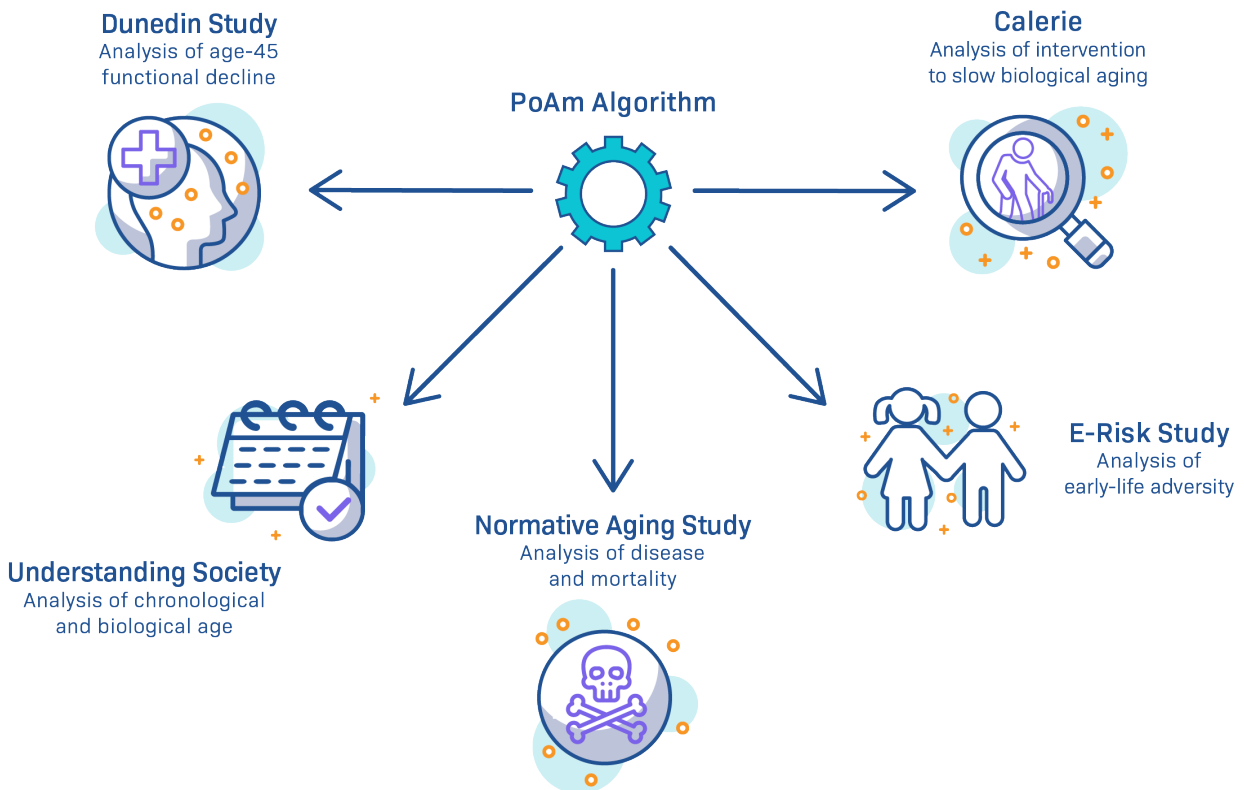 Dunedin Study
Analysis of age-45
functional decline
PoAm Algorithm
Calerie
Analysis of intervention
to slow biological aging
Understanding Society
Analysis of chronological
and biological age
Normative Aging Study
Analysis of disease
and mortality
E-Risk Study
Analysis of
early-life adversity